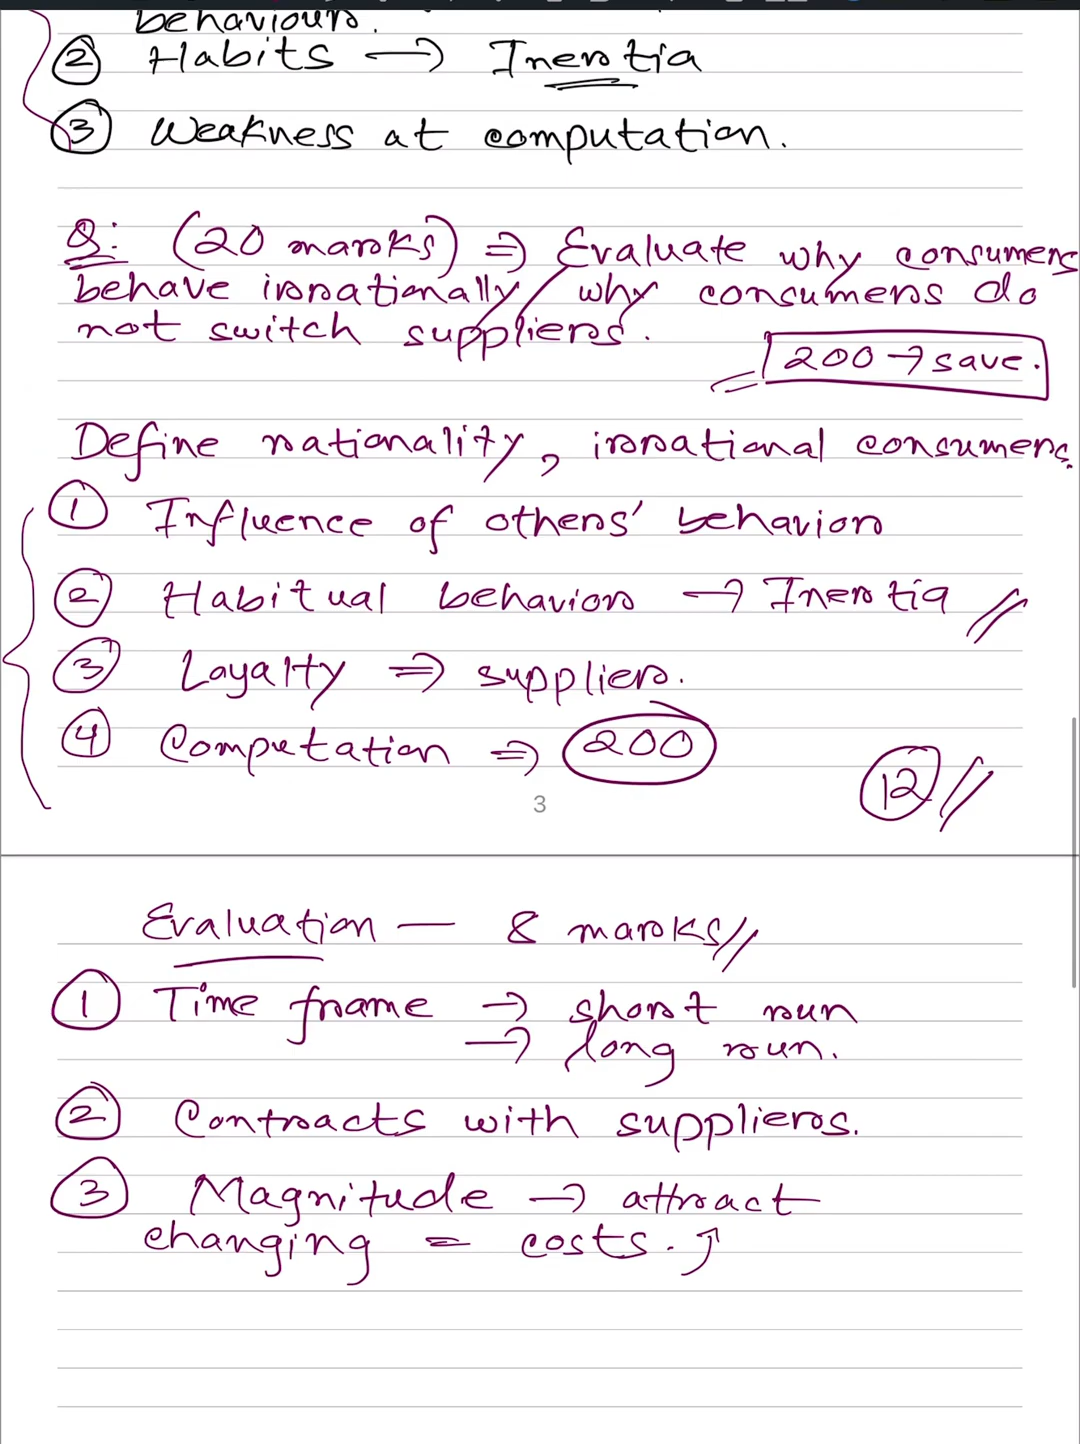 behaviours.
② Habits → Inertia
③ Weakness at computation.
Q: (20 marks) ⇒ Evaluate why consumers
behave irrationally / why consumers do
not switch suppliers.
200 → save.
Define rationality, irrational consumers.
① Influence of others' behavior
② Habitual behavior → Inertia //
③ Loyalty ⇒ supplier.
④ Computation ⇒ 200
12 //
3
Evaluation — 8 marks//
① Time frame → short run
→ long run.
② Contracts with suppliers.
③ Magnitude → attract
changing = costs. ↑